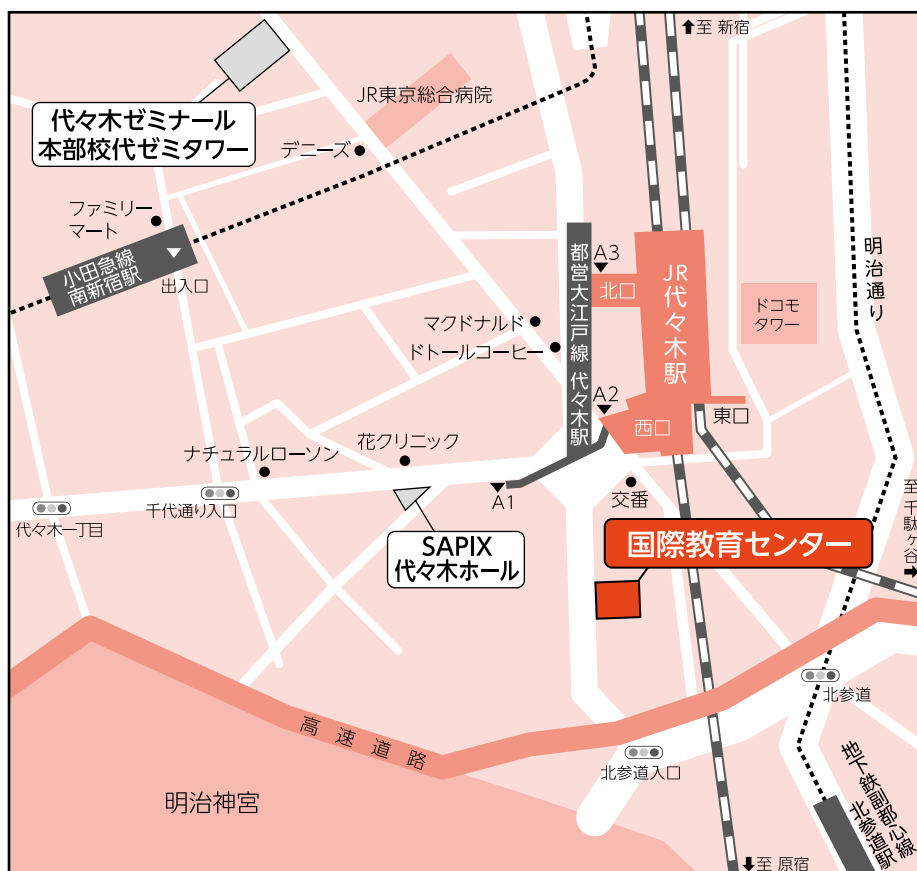 至 新宿
JR東京総合病院
代々木ゼミナール
本部校代ゼミタワー
デニーズ
ファミリー
マート
小田急線
南新宿駅
出入口
A3
北口
都営大江戸線 代々木駅
JR代々木駅
明治通り
ドコモ
タワー
マクドナルド
ドトールコーヒー
A2
西口
東口
花クリニック
ナチュラルローソン
A1
交番
千代通り入口
代々木一丁目
至 千駄ヶ谷
SAPIX
代々木ホール
国際教育センター
北参道
高速道路
北参道入口
地下鉄副都心線
北参道駅
明治神宮
至 原宿